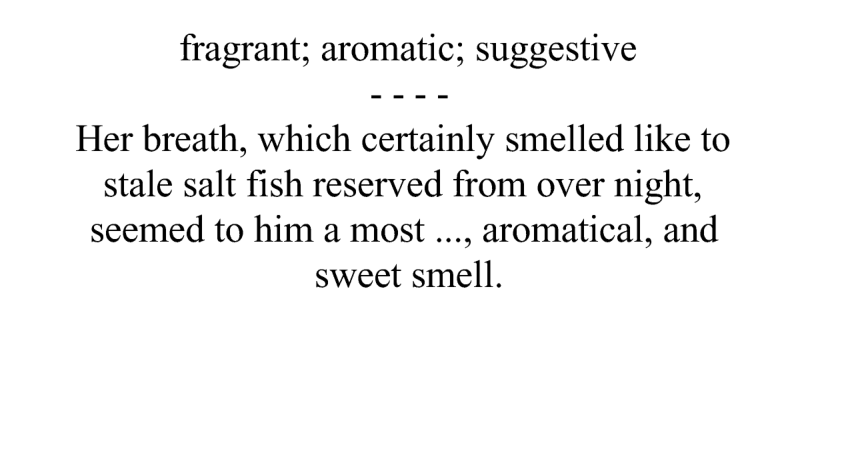 fragrant; aromatic; suggestive
- - - -
Her breath, which certainly smelled like to
stale salt fish reserved from over night,
seemed to him a most ..., aromatical, and
sweet smell.